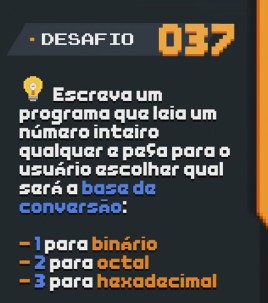 • DESAFIO 037
Escreva um
programa que leia um
número inteiro
qualquer e peça para o
usuário escolher qual
será a base de
conversão:
- 1 para binário
- 2 para octal
- 3 para hexadecimal